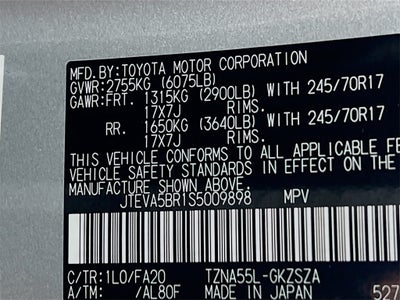 MFD.BY:TOYOTA MOTOR CORPORATION
GVWR:2755KG (6075LB)
GAWR:FRT. 1315KG (2900LB) WITH 245/70R17
17X7J RIMS.
RR. 1650KG (3640LB) WITH 245/70R17
17X7J RIMS.
THIS VEHICLE CONFORMS TO ALL APPLICABLE
VEHICLE SAFETY STANDARDS IN EFFECT ON THE
MANUFACTURE SHOWN ABOVE.
JTEVA5BR1S5009898 MPV
C/TR:1L0/FA20 TZNA55L-GKZSZA
A/TM: /AL80F MADE IN JAPAN 527